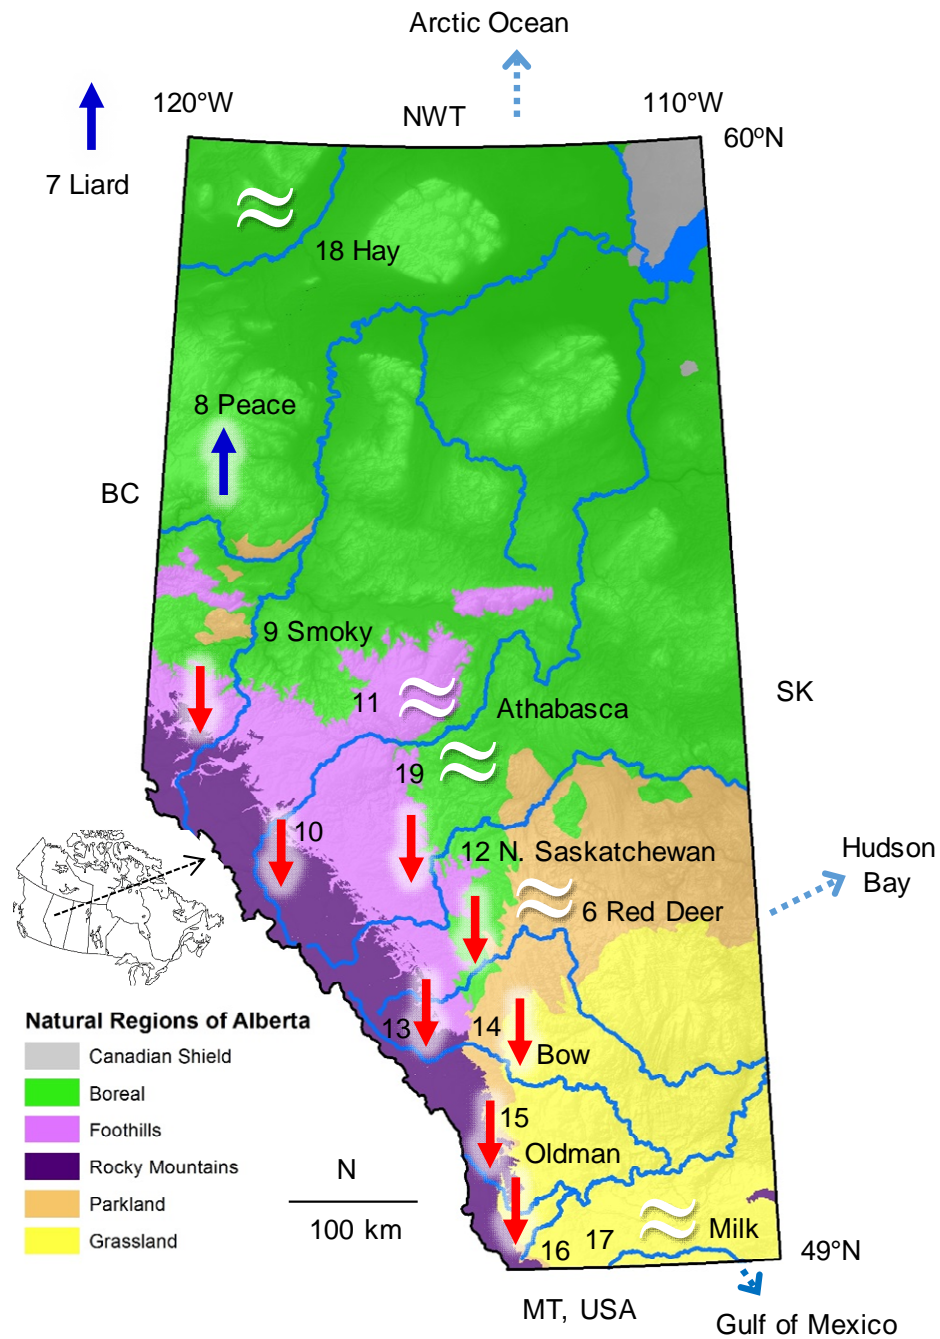 Arctic Ocean
120°W
NWT
110°W
60ºN
7 Liard
18 Hay
8 Peace
BC
9 Smoky
11
SK
Athabasca
19
10
12 N. Saskatchewan
Hudson
Bay
6 Red Deer
Natural Regions of Alberta
13
14
Canadian Shield
Bow
Boreal
15
Foothills
Oldman
Rocky Mountains
N
Parkland
100 km
Grassland
16
17
Milk
49°N
MT, USA
Gulf of Mexico